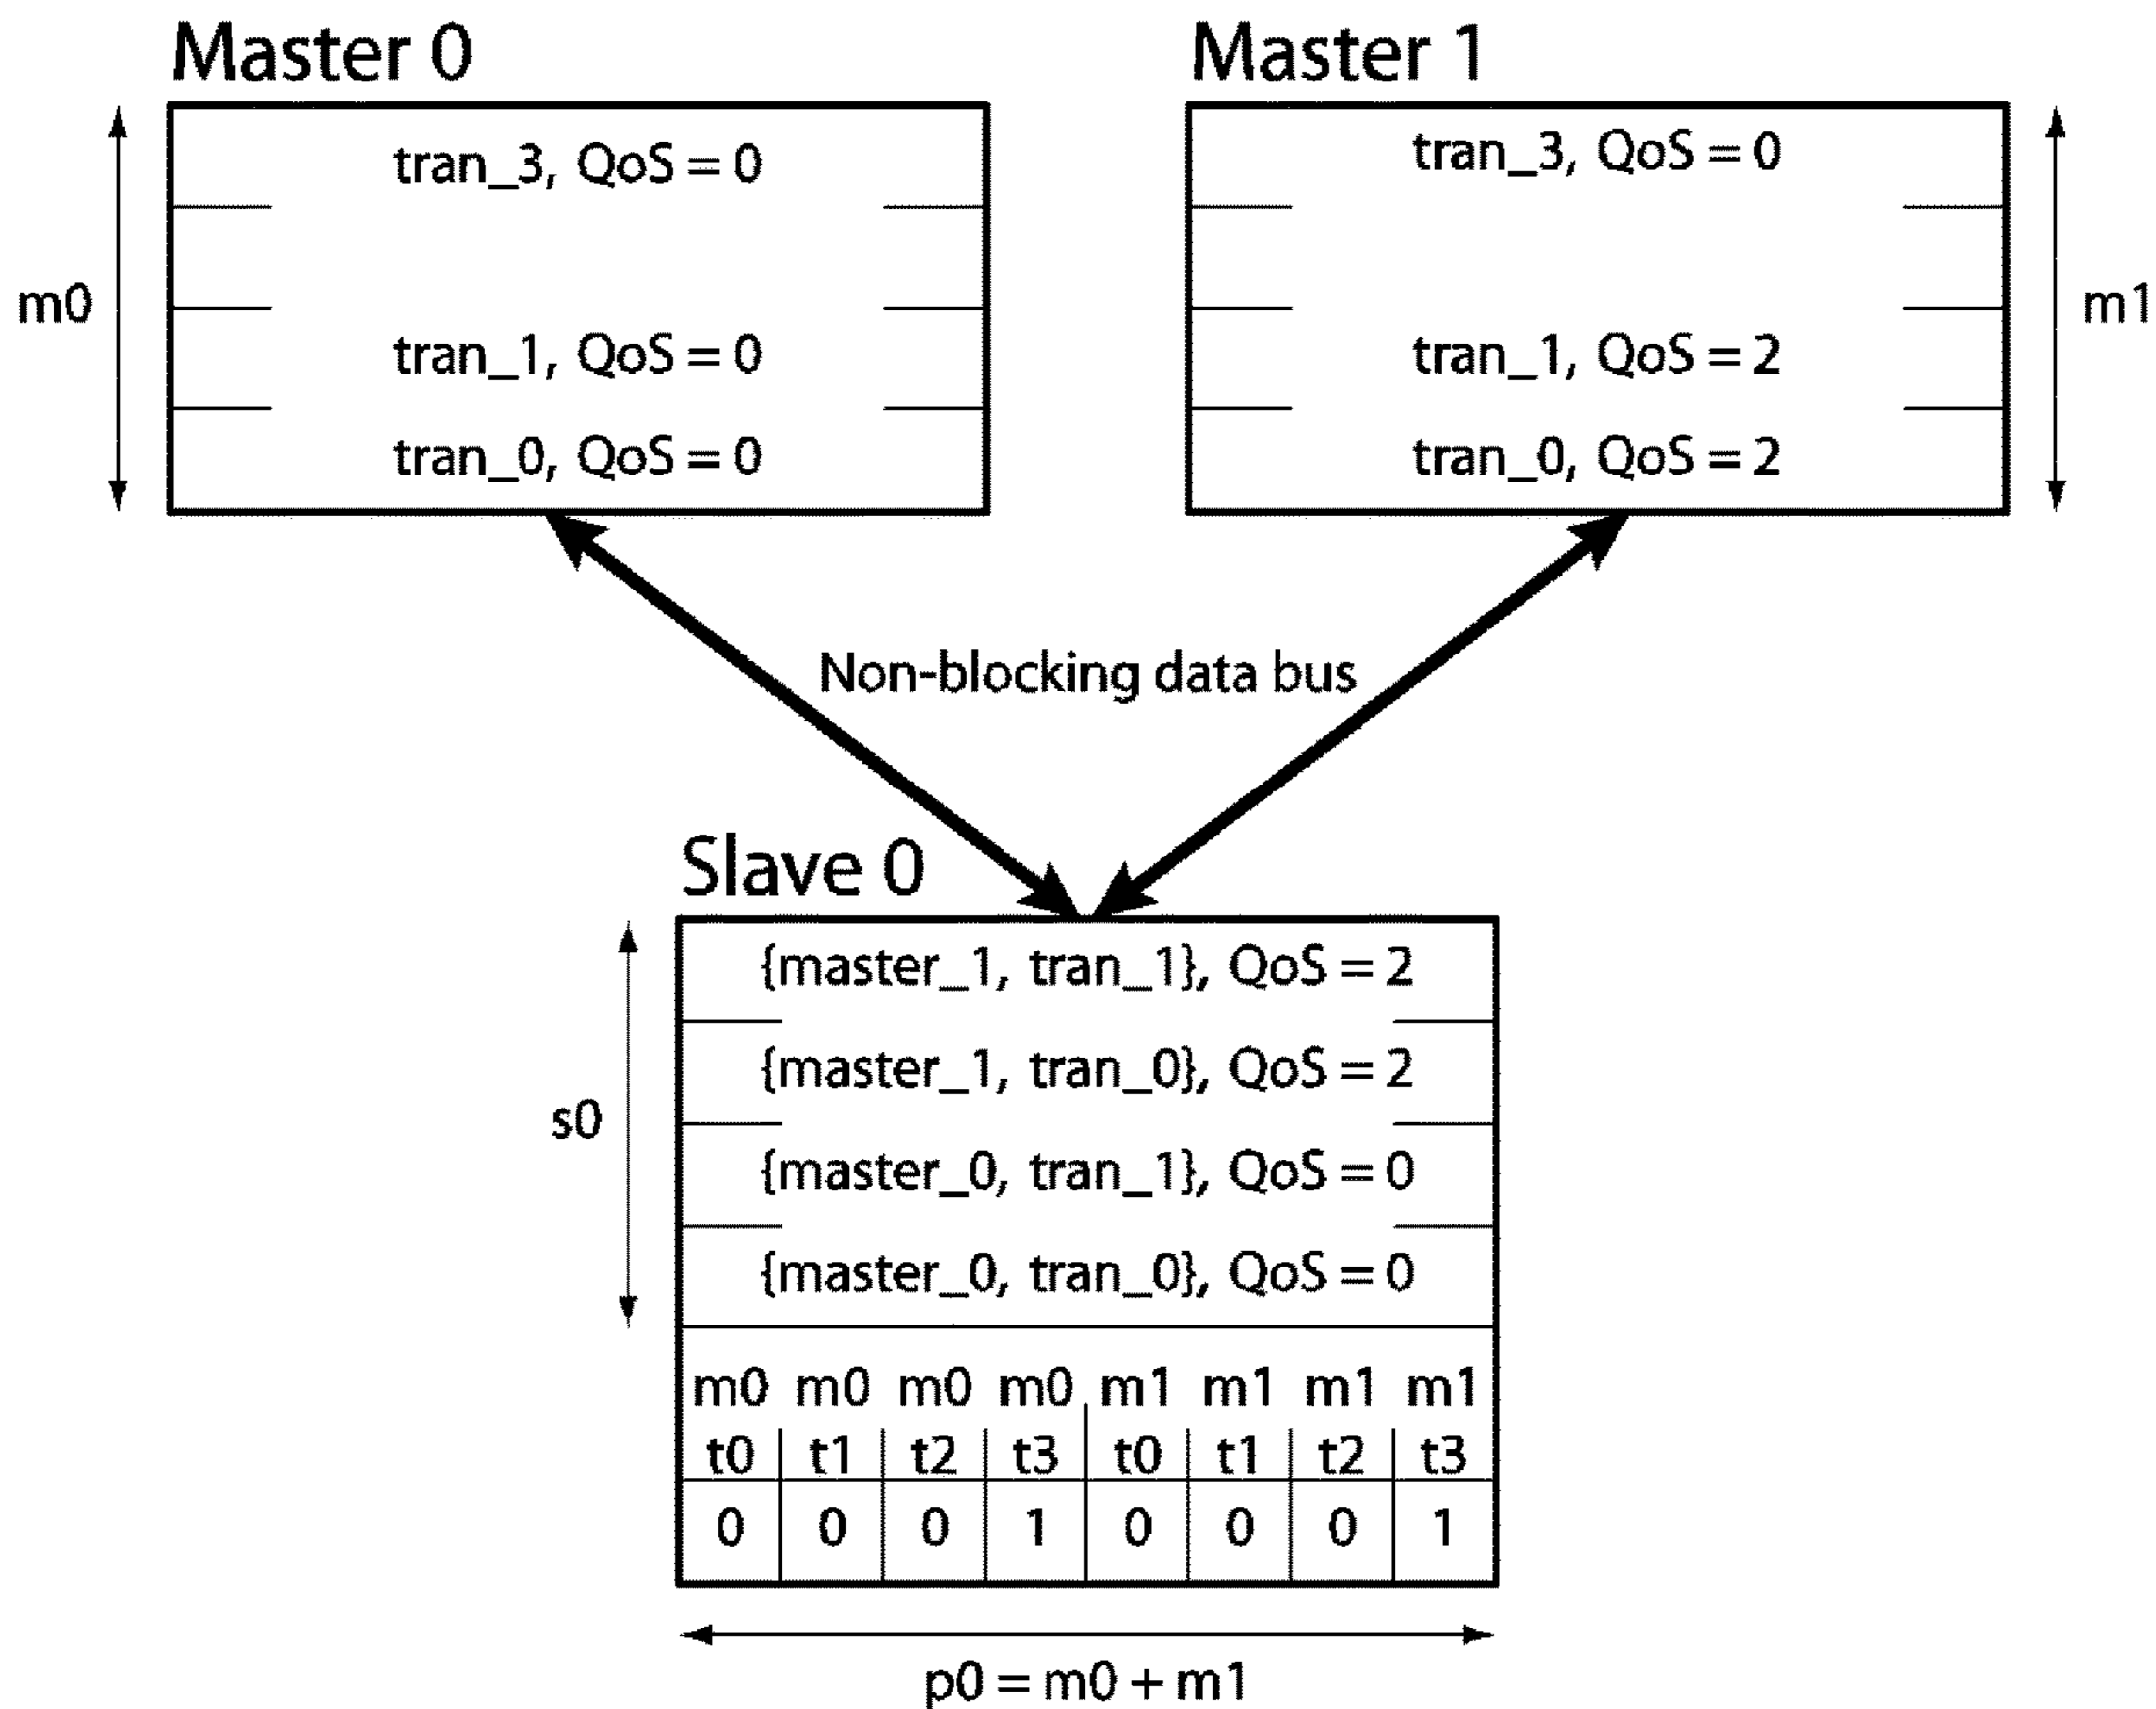 Master 0
Master 1
tran_3, QoS = 0
tran_1, QoS = 0
tran_0, QoS = 0
m0
tran_3, QoS = 0
tran_1, QoS = 2
tran_0, QoS = 2
m1
Non-blocking data bus
Slave 0
{master_1, tran_1}, QoS = 2
{master_1, tran_0}, QoS = 2
{master_0, tran_1}, QoS = 0
{master_0, tran_0}, QoS = 0
s0
m0 m0 m0 m0 m1 m1 m1 m1
t0 t1 t2 t3 t0 t1 t2 t3
0 0 0 1 0 0 0 1
p0 = m0 + m1